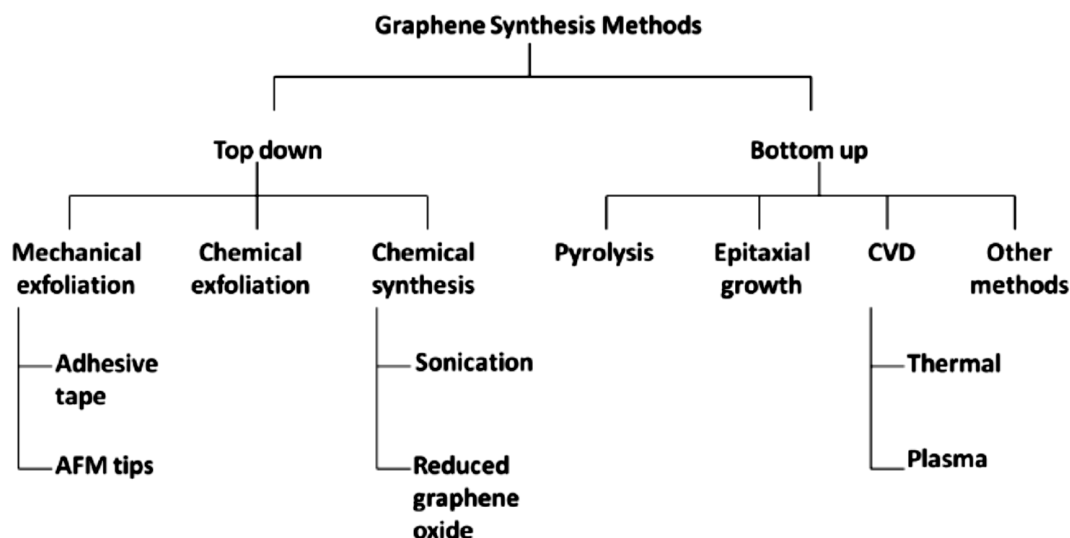 Graphene Synthesis Methods
Top down
Bottom up
Mechanical
exfoliation
Chemical
exfoliation
Chemical
synthesis
Pyrolysis
Epitaxial
growth
CVD
Other
methods
Adhesive
tape
AFM tips
Sonication
Reduced
graphene
oxide
Thermal
Plasma